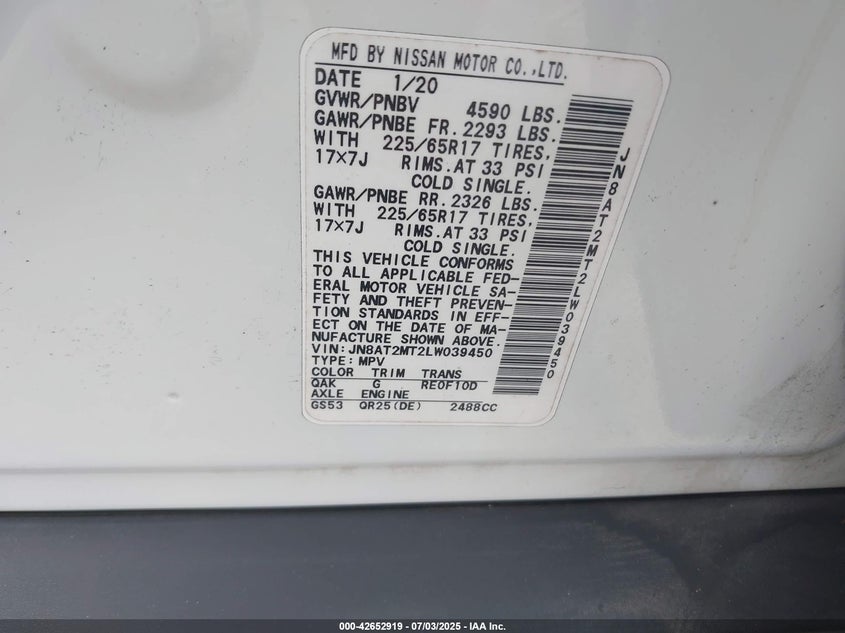 MFD BY NISSAN MOTOR CO.,LTD.
DATE 1/20
GVWR/PNBV 4590 LBS.
GAWR/PNBE FR. 2293 LBS.
WITH 225/65R17 TIRES,
17X7J RIMS.AT 33 PSI
COLD SINGLE.
GAWR/PNBE RR. 2326 LBS.
WITH 225/65R17 TIRES,
17X7J RIMS.AT 33 PSI
COLD SINGLE.
THIS VEHICLE CONFORMS
TO ALL APPLICABLE FED-
ERAL MOTOR VEHICLE SA-
FETY AND THEFT PREVEN-
TION STANDARDS IN EFF-
ECT ON THE DATE OF MA-
NUFACTURE SHOWN ABOVE.
VIN:JN8AT2MT2LW039450
TYPE:MPV
COLOR TRIM TRANS
QAK G RE0F10D
AXLE ENGINE
GS53 QR25(DE) 2488CC
JN8AT2MT2LW039450
000-42652919 - 07/03/2025 - IAA Inc.